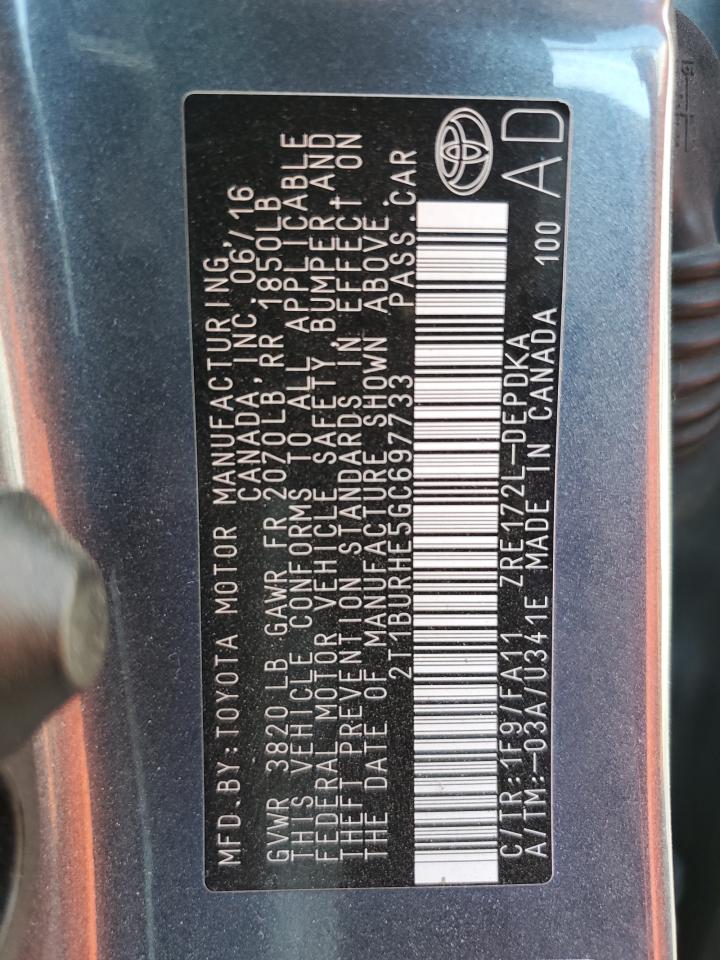 MFD.BY:TOYOTA MOTOR MANUFACTURING,
CANADA, INC. 06/16
GVWR 3820 LB GAWR FR 2070LB RR 1850LB
THIS VEHICLE CONFORMS TO ALL APPLICABLE
FEDERAL MOTOR VEHICLE SAFETY, BUMPER, AND
THEFT PREVENTION STANDARDS IN EFFECT ON
THE DATE OF MANUFACTURE SHOWN ABOVE.
2T1BURHE5GC697733 PASS.CAR
C/TR:1F9/FA11 ZRE172L-DEPDKA
A/TM:-03A/U341E MADE IN CANADA 100
AD